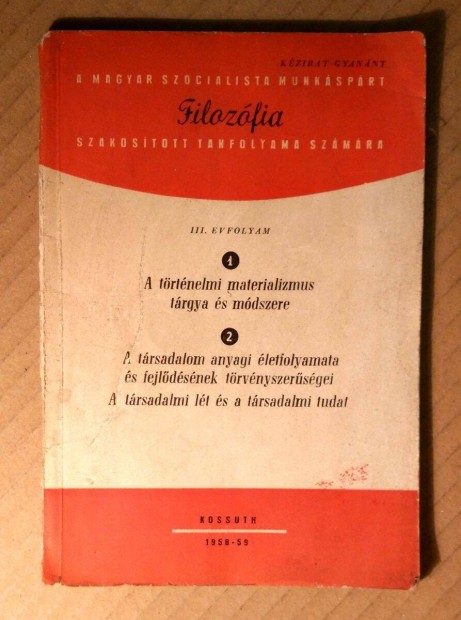 KÉZIRAT GYANÁNT
A MAGYAR SZOCIALISTA MUNKÁSPÁRT
Filozófia
SZAKOSÍTOTT TANFOLYAMA SZÁMÁRA
III. EVFOLYAM
1
A történelmi materializmus
tárgya és módszere
2
A társadalom anyagi életfolyamata
és fejlődésének törvényszerűségei
A társadalmi lét és a társadalmi tudat
KOSSUTH
1958-59